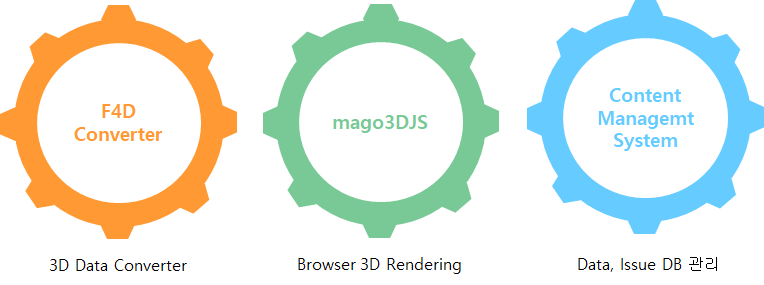 F4D
Converter
mago3DJS
Content
Managemt
System
3D Data Converter
Browser 3D Rendering
Data, Issue DB 관리